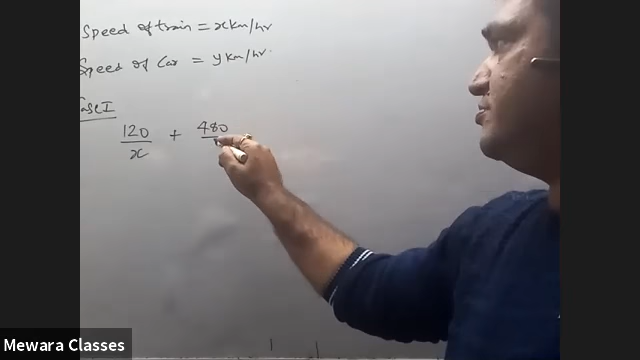 Speed of train = x km/hr
Speed of Car = y km/hr.
Case I
120/x + 480/
Mewara Classes